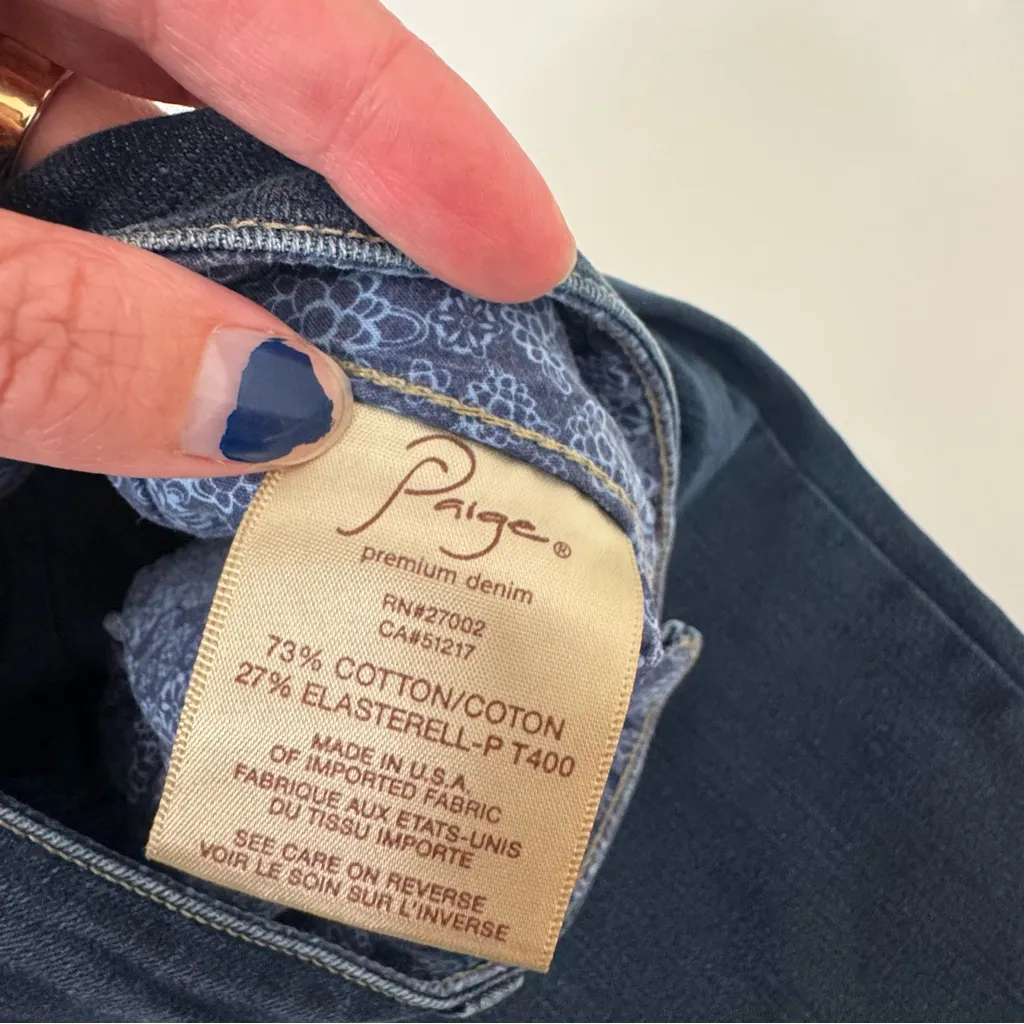 Paige®
premium denim
RN#27002
CA#51217
73% COTTON/COTON
27% ELASTERELL-P T400
MADE IN U.S.A.
OF IMPORTED FABRIC
FABRIQUE AUX ETATS-UNIS
DU TISSU IMPORTE
SEE CARE ON REVERSE
VOIR LE SOIN SUR L'INVERSE